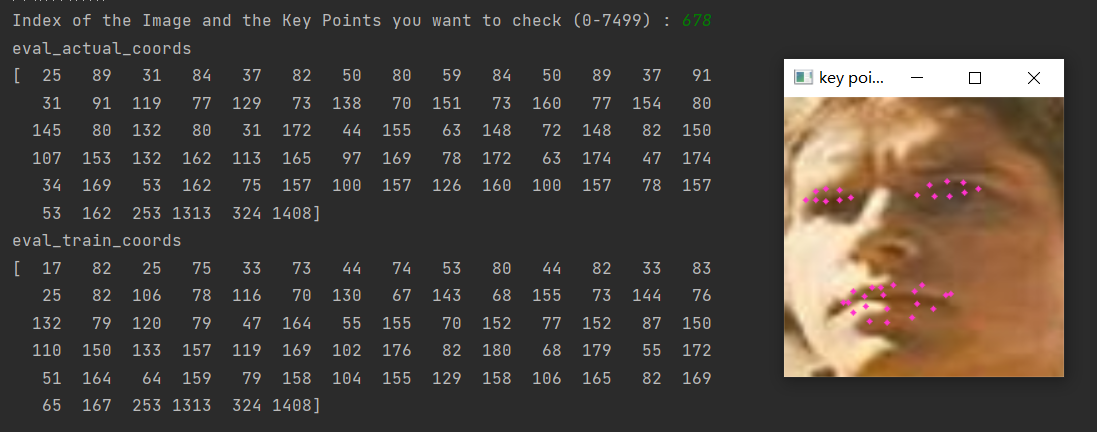 Index of the Image and the Key Points you want to check (0-7499) : 678
eval_actual_coords
[  25   89   31   84   37   82   50   80   59   84   50   89   37   91
   31   91  119   77  129   73  138   70  151   73  160   77  154   80
  145   80  132   80   31  172   44  155   63  148   72  148   82  150
  107  153  132  162  113  165   97  169   78  172   63  174   47  174
   34  169   53  162   75  157  100  157  126  160  100  157   78  157
   53  162  253 1313  324 1408]
eval_train_coords
[  17   82   25   75   33   73   44   74   53   80   44   82   33   83
   25   82  106   78  116   70  130   67  143   68  155   73  144   76
  132   79  120   79   47  164   55  155   70  152   77  152   87  150
  110  150  133  157  119  169  102  176   82  180   68  179   55  172
   51  164   64  159   79  158  104  155  129  158  106  165   82  169
   65  167  253 1313  324 1408]
key poi...